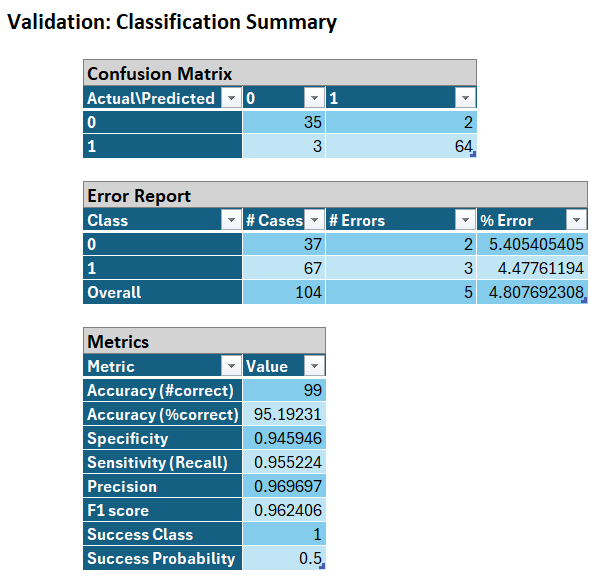 Validation: Classification Summary
Confusion Matrix
Actual\Predicted 0 1
0 35 2
1 3 64
Error Report
Class # Cases # Errors % Error
0 37 2 5.405405405
1 67 3 4.47761194
Overall 104 5 4.807692308
Metrics
Metric Value
Accuracy (#correct) 99
Accuracy (%correct) 95.19231
Specificity 0.945946
Sensitivity (Recall) 0.955224
Precision 0.969697
F1 score 0.962406
Success Class 1
Success Probability 0.5